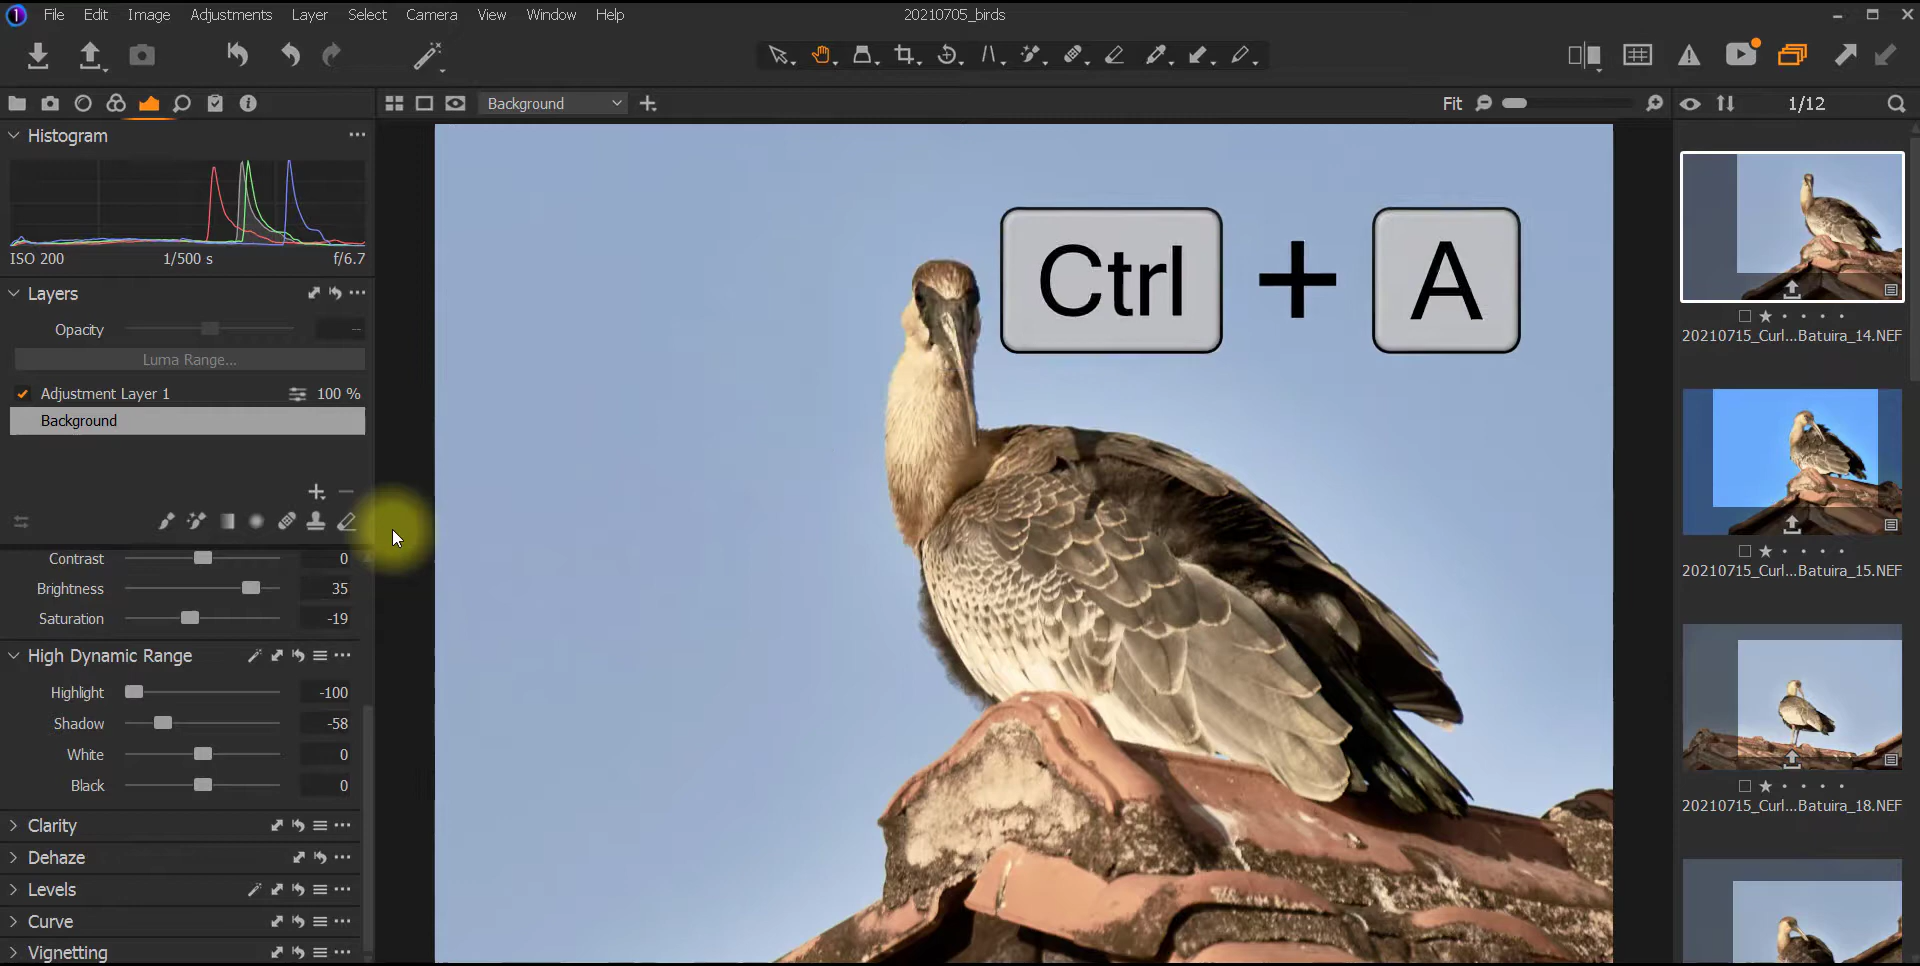 File Edit Image Adjustments Layer Select Camera View Window Help
20210705_birds
Background
Fit
1/12
Histogram
ISO 200 1/500 s f/6.7
Layers
Opacity --
Luma Range...
Adjustment Layer 1 100 %
Background
Contrast 0
Brightness 35
Saturation -19
High Dynamic Range
Highlight -100
Shadow -58
White 0
Black 0
Clarity
Dehaze
Levels
Curve
Vignetting
Ctrl + A
20210715_Curl...Batuira_14.NEF
20210715_Curl...Batuira_15.NEF
20210715_Curl...Batuira_18.NEF